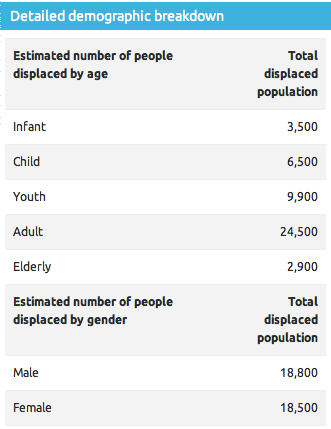 Detailed demographic breakdown
Estimated number of people displaced by age Total displaced population
Infant 3,500
Child 6,500
Youth 9,900
Adult 24,500
Elderly 2,900
Estimated number of people displaced by gender Total displaced population
Male 18,800
Female 18,500